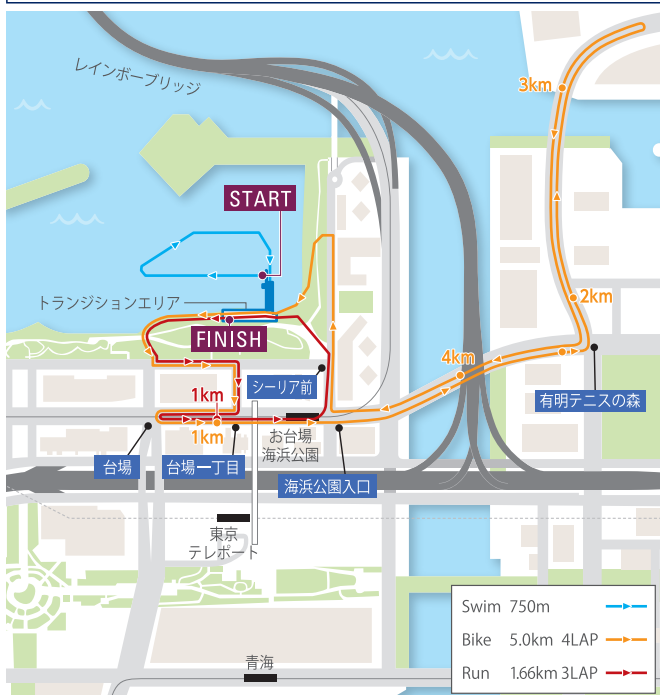 レインボーブリッジ
3km
START
トランジションエリア
2km
FINISH
4km
シーリア前
1km
有明テニスの森
1km
お台場
海浜公園
台場
台場一丁目
海浜公園入口
東京
テレポート
青海
Swim 750m
Bike 5.0km 4LAP
Run 1.66km 3LAP